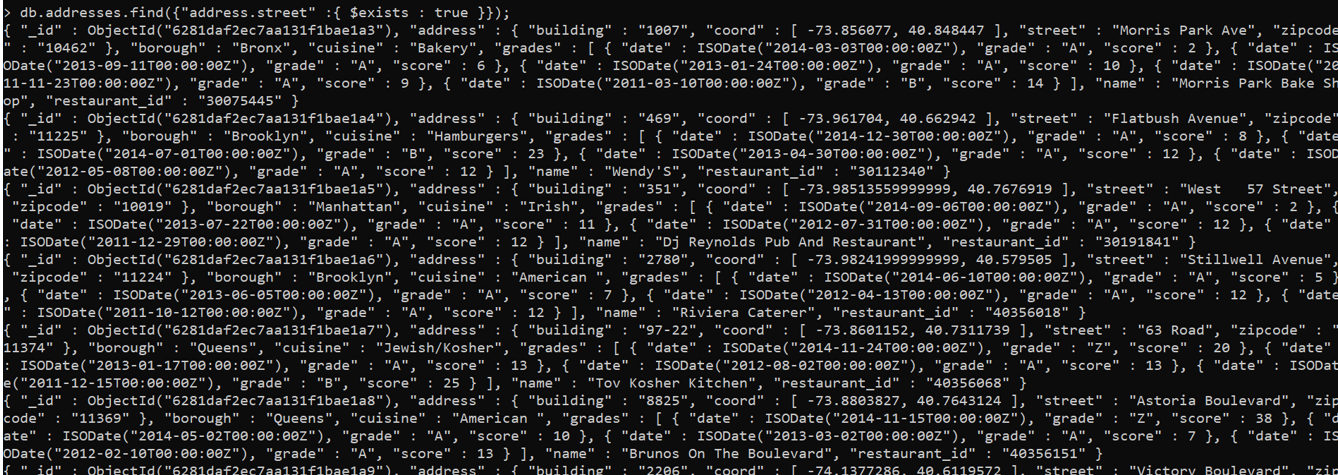 > db.addresses.find({"address.street" :{ $exists : true }});
{ "_id" : ObjectId("6281daf2ec7aa131f1bae1a3"), "address" : { "building" : "1007", "coord" : [ -73.856077, 40.848447 ], "street" : "Morris Park Ave", "zipcode
" : "10462" }, "borough" : "Bronx", "cuisine" : "Bakery", "grades" : [ { "date" : ISODate("2014-03-03T00:00:00Z"), "grade" : "A", "score" : 2 }, { "date" : IS
ODate("2013-09-11T00:00:00Z"), "grade" : "A", "score" : 6 }, { "date" : ISODate("2013-01-24T00:00:00Z"), "grade" : "A", "score" : 10 }, { "date" : ISODate("20
11-11-23T00:00:00Z"), "grade" : "A", "score" : 9 }, { "date" : ISODate("2011-03-10T00:00:00Z"), "grade" : "B", "score" : 14 } ], "name" : "Morris Park Bake Sh
op", "restaurant_id" : "30075445" }
{ "_id" : ObjectId("6281daf2ec7aa131f1bae1a4"), "address" : { "building" : "469", "coord" : [ -73.961704, 40.662942 ], "street" : "Flatbush Avenue", "zipcode"
 : "11225" }, "borough" : "Brooklyn", "cuisine" : "Hamburgers", "grades" : [ { "date" : ISODate("2014-12-30T00:00:00Z"), "grade" : "A", "score" : 8 }, { "date"
 : ISODate("2014-07-01T00:00:00Z"), "grade" : "B", "score" : 23 }, { "date" : ISODate("2013-04-30T00:00:00Z"), "grade" : "A", "score" : 12 }, { "date" : ISOD
ate("2012-05-08T00:00:00Z"), "grade" : "A", "score" : 12 } ], "name" : "Wendy'S", "restaurant_id" : "30112340" }
{ "_id" : ObjectId("6281daf2ec7aa131f1bae1a5"), "address" : { "building" : "351", "coord" : [ -73.98513559999999, 40.7676919 ], "street" : "West   57 Street",
 "zipcode" : "10019" }, "borough" : "Manhattan", "cuisine" : "Irish", "grades" : [ { "date" : ISODate("2014-09-06T00:00:00Z"), "grade" : "A", "score" : 2 }, {
 "date" : ISODate("2013-07-22T00:00:00Z"), "grade" : "A", "score" : 11 }, { "date" : ISODate("2012-07-31T00:00:00Z"), "grade" : "A", "score" : 12 }, { "date"
: ISODate("2011-12-29T00:00:00Z"), "grade" : "A", "score" : 12 } ], "name" : "Dj Reynolds Pub And Restaurant", "restaurant_id" : "30191841" }
{ "_id" : ObjectId("6281daf2ec7aa131f1bae1a6"), "address" : { "building" : "2780", "coord" : [ -73.98241999999999, 40.579505 ], "street" : "Stillwell Avenue",
 "zipcode" : "11224" }, "borough" : "Brooklyn", "cuisine" : "American ", "grades" : [ { "date" : ISODate("2014-06-10T00:00:00Z"), "grade" : "A", "score" : 5 }
, { "date" : ISODate("2013-06-05T00:00:00Z"), "grade" : "A", "score" : 7 }, { "date" : ISODate("2012-04-13T00:00:00Z"), "grade" : "A", "score" : 12 }, { "date"
" : ISODate("2011-10-12T00:00:00Z"), "grade" : "A", "score" : 12 } ], "name" : "Riviera Caterer", "restaurant_id" : "40356018" }
{ "_id" : ObjectId("6281daf2ec7aa131f1bae1a7"), "address" : { "building" : "97-22", "coord" : [ -73.8601152, 40.7311739 ], "street" : "63 Road", "zipcode" : "
11374" }, "borough" : "Queens", "cuisine" : "Jewish/Kosher", "grades" : [ { "date" : ISODate("2014-11-24T00:00:00Z"), "grade" : "Z", "score" : 20 }, { "date"
: ISODate("2013-01-17T00:00:00Z"), "grade" : "A", "score" : 13 }, { "date" : ISODate("2012-08-02T00:00:00Z"), "grade" : "A", "score" : 13 }, { "date" : ISODat
e("2011-12-15T00:00:00Z"), "grade" : "B", "score" : 25 } ], "name" : "Tov Kosher Kitchen", "restaurant_id" : "40356068" }
{ "_id" : ObjectId("6281daf2ec7aa131f1bae1a8"), "address" : { "building" : "8825", "coord" : [ -73.8803827, 40.7643124 ], "street" : "Astoria Boulevard", "zip
code" : "11369" }, "borough" : "Queens", "cuisine" : "American ", "grades" : [ { "date" : ISODate("2014-11-15T00:00:00Z"), "grade" : "Z", "score" : 38 }, { "d
ate" : ISODate("2014-05-02T00:00:00Z"), "grade" : "A", "score" : 10 }, { "date" : ISODate("2013-03-02T00:00:00Z"), "grade" : "A", "score" : 7 }, { "date" : IS
ODate("2012-02-10T00:00:00Z"), "grade" : "A", "score" : 13 } ], "name" : "Brunos On The Boulevard", "restaurant_id" : "40356151" }
{ "_id" : ObjectId("6281daf2ec7aa131f1bae1a9"), "address" : { "building" : "2206", "coord" : [ -74.1377286, 40.6119572 ], "street" : "Victory Boulevard", "zip